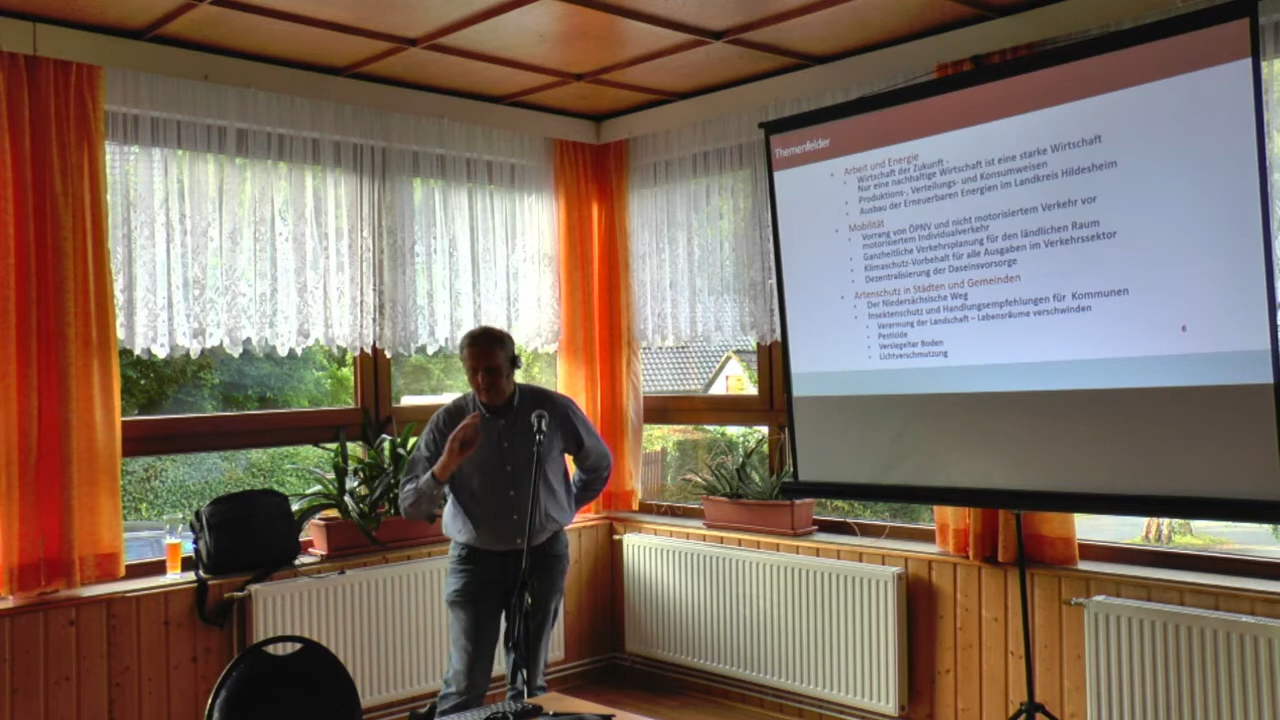 Themenfelder
• Arbeit und Energie
• Wirtschaft der Zukunft -
Nur eine nachhaltige Wirtschaft ist eine starke Wirtschaft
• Produktions-, Verteilungs- und Konsumweisen
• Ausbau der Erneuerbaren Energien im Landkreis Hildesheim
• Mobilität
• Vorrang von ÖPNV und nicht motorisiertem Verkehr vor
motorisiertem Individualverkehr
• Ganzheitliche Verkehrsplanung für den ländlichen Raum
• Klimaschutz-Vorbehalt für alle Ausgaben im Verkehrssektor
• Dezentralisierung der Daseinsvorsorge
• Artenschutz in Städten und Gemeinden
• Der Niedersächsische Weg
• Insektenschutz und Handlungsempfehlungen für Kommunen
• Verarmung der Landschaft – Lebensräume verschwinden
• Pestizide
• Versiegelter Boden
• Lichtverschmutzung
6